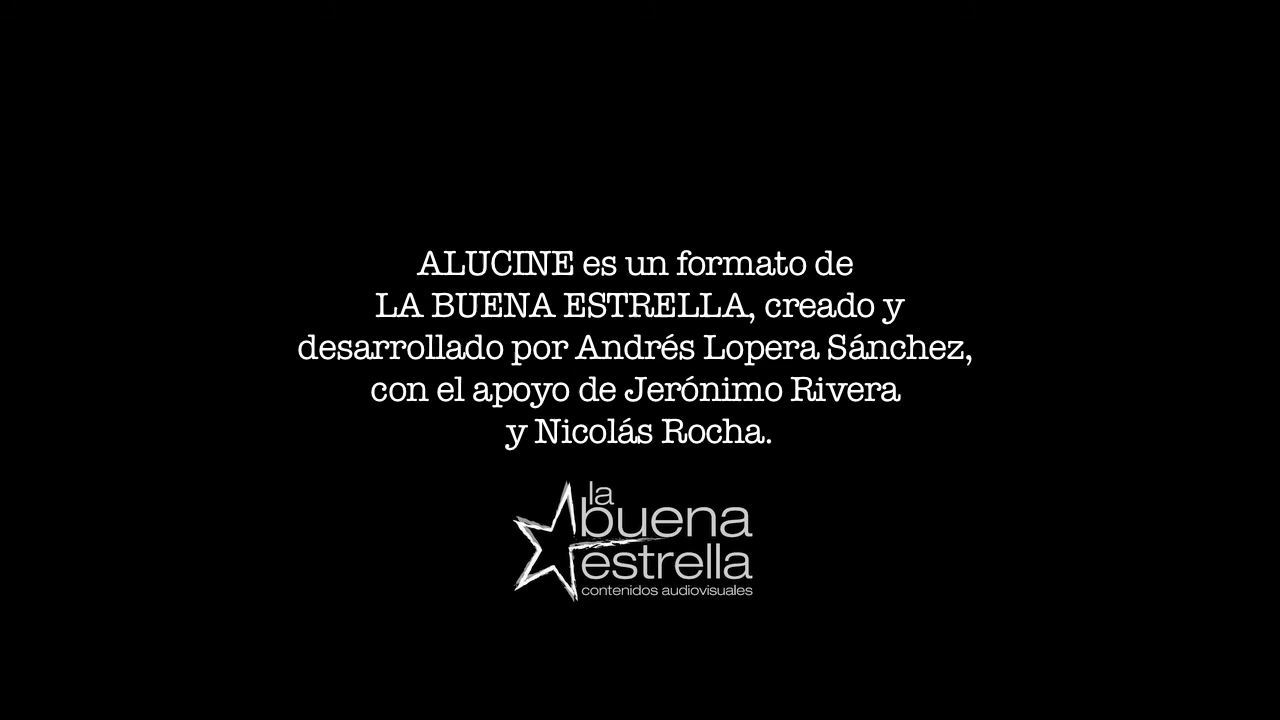 ALUCINE es un formato de
LA BUENA ESTRELLA, creado y
desarrollado por Andrés Lopera Sánchez,
con el apoyo de Jerónimo Rivera
y Nicolás Rocha.
la
buena
estrella
contenidos audiovisuales